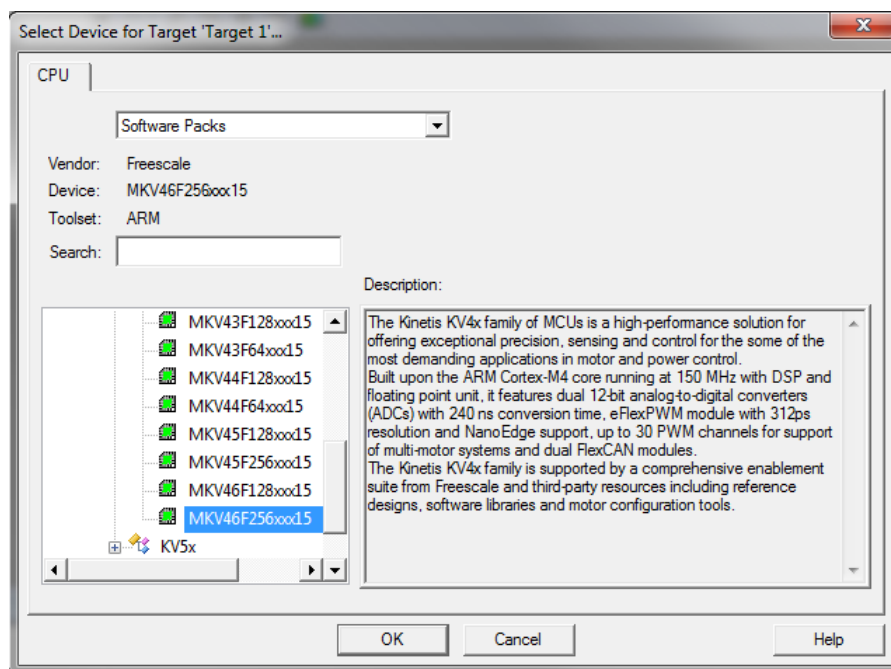 Select Device for Target 'Target 1'...
CPU
Software Packs
Vendor: Freescale
Device: MKV46F256xxx15
Toolset: ARM
Search:
Description:
MKV43F128xxx15
MKV43F64xxx15
MKV44F128xxx15
MKV44F64xxx15
MKV45F128xxx15
MKV45F256xxx15
MKV46F128xxx15
MKV46F256xxx15
KV5x
The Kinetis KV4x family of MCUs is a high-performance solution for
offering exceptional precision, sensing and control for the some of the
most demanding applications in motor and power control.
Built upon the ARM Cortex-M4 core running at 150 MHz with DSP and
floating point unit, it features dual 12-bit analog-to-digital converters
(ADCs) with 240 ns conversion time, eFlexPWM module with 312ps
resolution and NanoEdge support, up to 30 PWM channels for support
of multi-motor systems and dual FlexCAN modules.
The Kinetis KV4x family is supported by a comprehensive enablement
suite from Freescale and third-party resources including reference
designs, software libraries and motor configuration tools.
OK
Cancel
Help